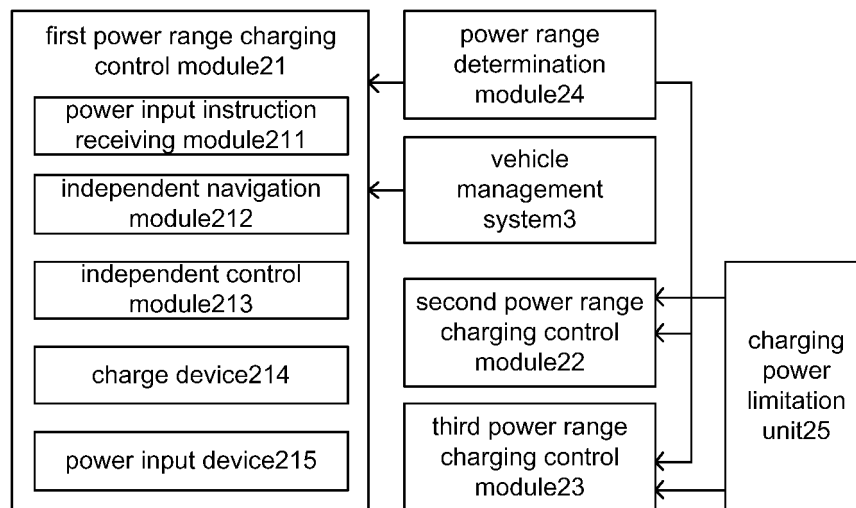 first power range charging
control module21
power input instruction
receiving module211
independent navigation
module212
independent control
module213
charge device214
power input device215
power range
determination
module24
vehicle
management
system3
second power range
charging control
module22
third power range
charging control
module23
charging
power
limitation
unit25